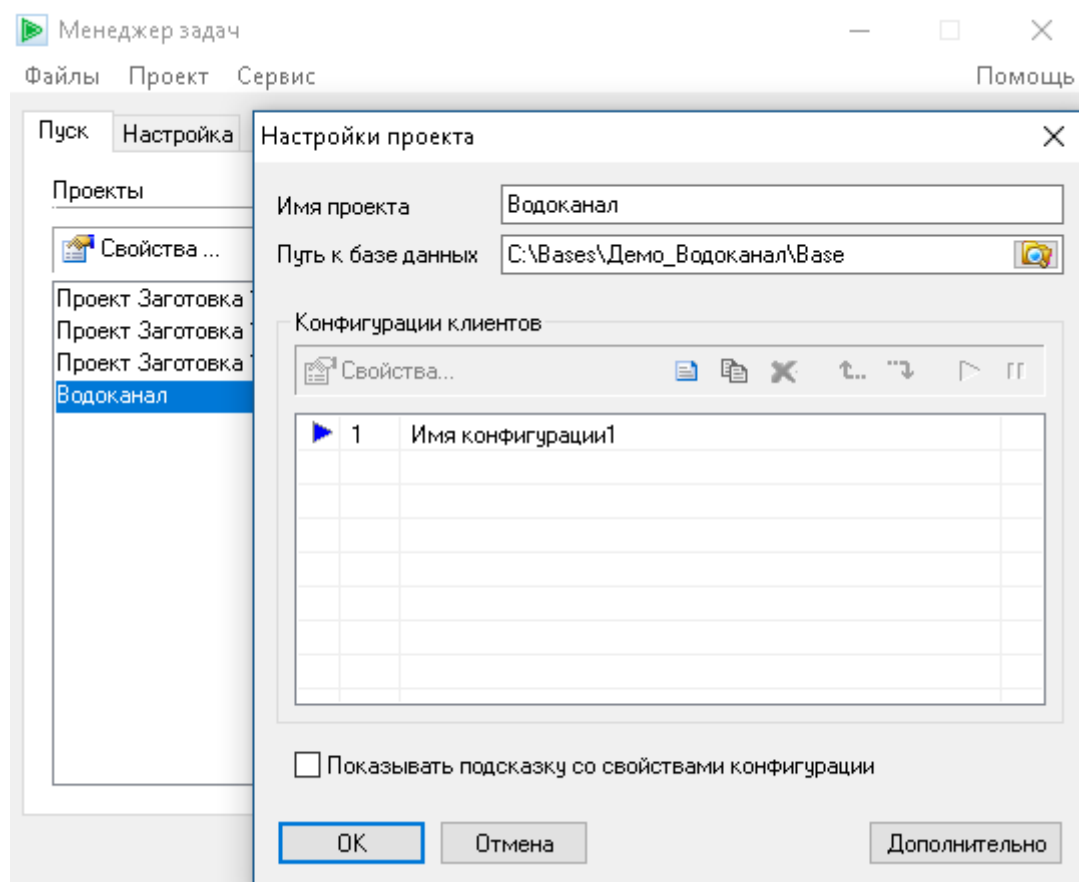 Менеджер задач
Файлы Проект Сервис Помощь
Пуск Настройка
Проекты
Свойства ...
Проект Заготовка
Проект Заготовка
Проект Заготовка
Водоканал
Настройки проекта
Имя проекта Водоканал
Путь к базе данных C:\Bases\Демо_Водоканал\Base
Конфигурации клиентов
Свойства...
1 Имя конфигурации1
Показывать подсказку со свойствами конфигурации
OK Отмена Дополнительно